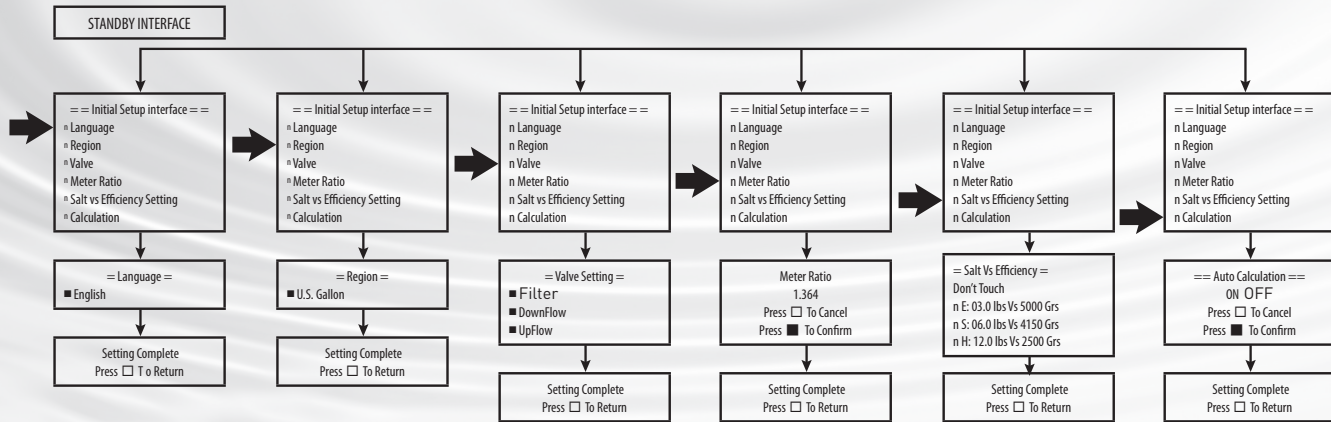 STANDBY INTERFACE
= = Initial Setup interface = =
n Language
n Region
n Valve
n Meter Ratio
n Salt vs Efficiency Setting
n Calculation
= Language =
■ English
Setting Complete
Press □ T o Return
= = Initial Setup interface = =
n Language
n Region
n Valve
n Meter Ratio
n Salt vs Efficiency Setting
n Calculation
= Region =
■ U.S. Gallon
Setting Complete
Press □ To Return
= = Initial Setup interface = =
n Language
n Region
n Valve
n Meter Ratio
n Salt vs Efficiency Setting
n Calculation
= Valve Setting =
■ Filter
■ DownFlow
■ UpFlow
Setting Complete
Press □ To Return
= = Initial Setup interface = =
n Language
n Region
n Valve
n Meter Ratio
n Salt vs Efficiency Setting
n Calculation
Meter Ratio
1.364
Press □ To Cancel
Press ■ To Confirm
Setting Complete
Press □ To Return
= = Initial Setup interface = =
n Language
n Region
n Valve
n Meter Ratio
n Salt vs Efficiency Setting
n Calculation
= Salt Vs Efficiency =
Don't Touch
n E: 03.0 lbs Vs 5000 Grs
n S: 06.0 lbs Vs 4150 Grs
n H: 12.0 lbs Vs 2500 Grs
Setting Complete
Press □ To Return
= = Initial Setup interface = =
n Language
n Region
n Valve
n Meter Ratio
n Salt vs Efficiency Setting
n Calculation
== Auto Calculation ==
ON OFF
Press □ To Cancel
Press ■ To Confirm
Setting Complete
Press □ To Return